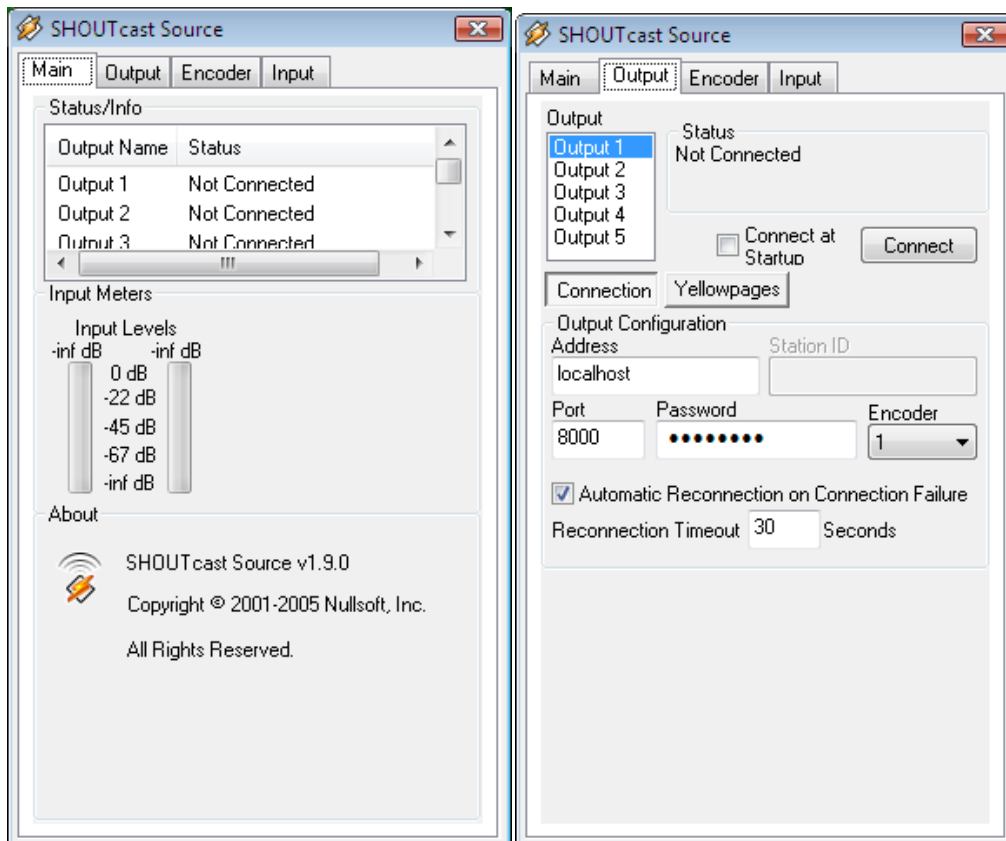 SHOUTcast Source
Main Output Encoder Input
Status/Info
Output Name Status
Output 1 Not Connected
Output 2 Not Connected
Output 3 Not Connected
Input Meters
Input Levels
-inf dB -inf dB
0 dB
-22 dB
-45 dB
-67 dB
-inf dB
About
SHOUTcast Source v1.9.0
Copyright © 2001-2005 Nullsoft, Inc.
All Rights Reserved.
SHOUTcast Source
Main Output Encoder Input
Output
Output 1
Output 2
Output 3
Output 4
Output 5
Status
Not Connected
Connect at
Startup
Connect
Connection Yellowpages
Output Configuration
Address Station ID
localhost
Port Password Encoder
8000 ●●●●●●●● 1
Automatic Reconnection on Connection Failure
Reconnection Timeout 30 Seconds